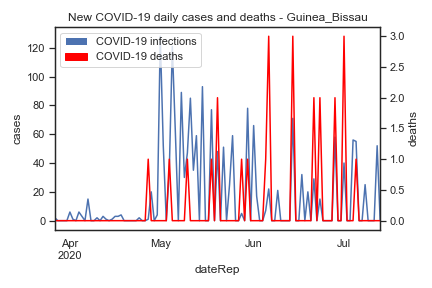 New COVID-19 daily cases and deaths - Guinea_Bissau
COVID-19 infections
COVID-19 deaths
120
100
80
60
40
20
0
cases
3.0
2.5
2.0
1.5
1.0
0.5
0.0
deaths
Apr
2020
May
Jun
Jul
dateRep